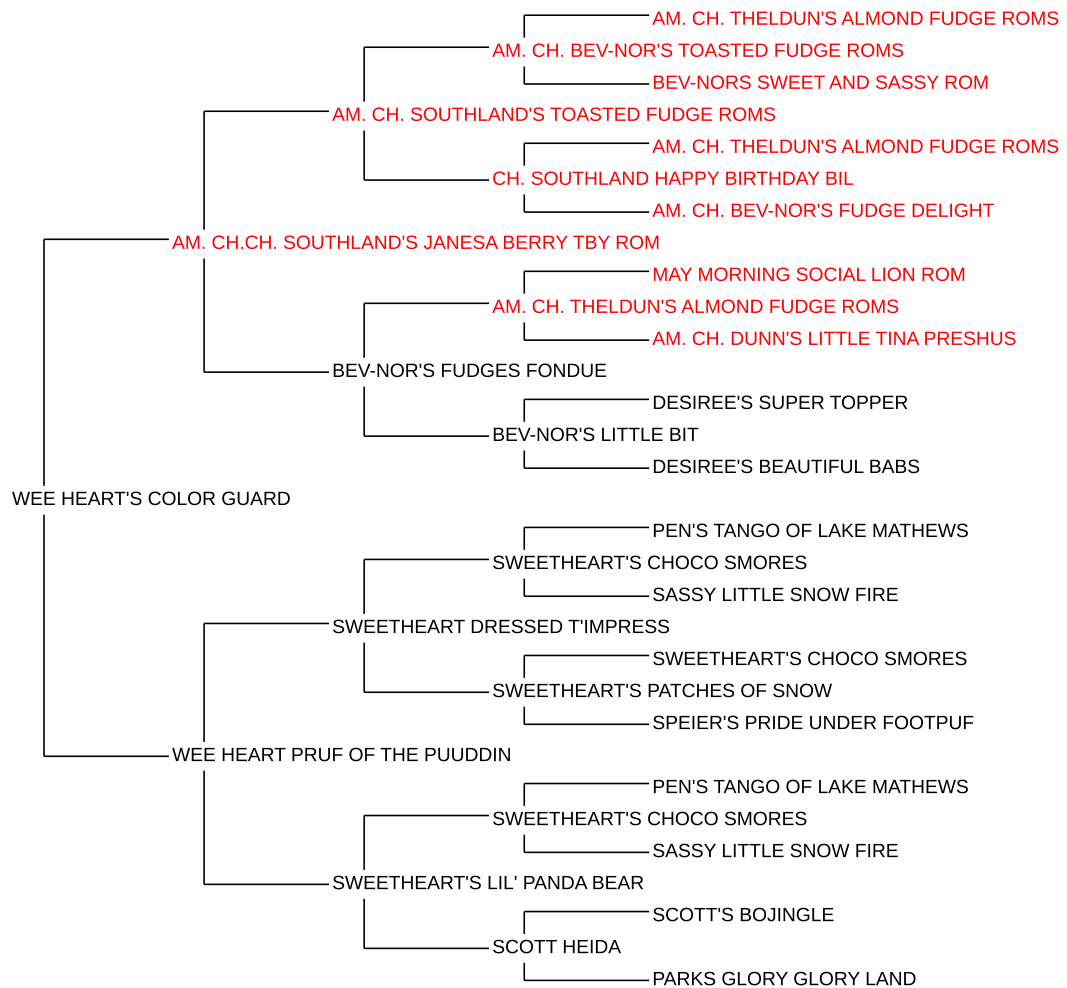 AM. CH. THELDUN'S ALMOND FUDGE ROMS
AM. CH. BEV-NOR'S TOASTED FUDGE ROMS
BEV-NORS SWEET AND SASSY ROM
AM. CH. SOUTHLAND'S TOASTED FUDGE ROMS
AM. CH. THELDUN'S ALMOND FUDGE ROMS
CH. SOUTHLAND HAPPY BIRTHDAY BIL
AM. CH. BEV-NOR'S FUDGE DELIGHT
AM. CH.CH. SOUTHLAND'S JANESA BERRY TBY ROM
MAY MORNING SOCIAL LION ROM
AM. CH. THELDUN'S ALMOND FUDGE ROMS
AM. CH. DUNN'S LITTLE TINA PRESHUS
BEV-NOR'S FUDGES FONDUE
DESIREE'S SUPER TOPPER
BEV-NOR'S LITTLE BIT
DESIREE'S BEAUTIFUL BABS
WEE HEART'S COLOR GUARD
PEN'S TANGO OF LAKE MATHEWS
SWEETHEART'S CHOCO SMORES
SASSY LITTLE SNOW FIRE
SWEETHEART DRESSED T'IMPRESS
SWEETHEART'S CHOCO SMORES
SWEETHEART'S PATCHES OF SNOW
SPEIER'S PRIDE UNDER FOOTPUF
WEE HEART PRUF OF THE PUUDDIN
PEN'S TANGO OF LAKE MATHEWS
SWEETHEART'S CHOCO SMORES
SASSY LITTLE SNOW FIRE
SWEETHEART'S LIL' PANDA BEAR
SCOTT'S BOJINGLE
SCOTT HEIDA
PARKS GLORY GLORY LAND